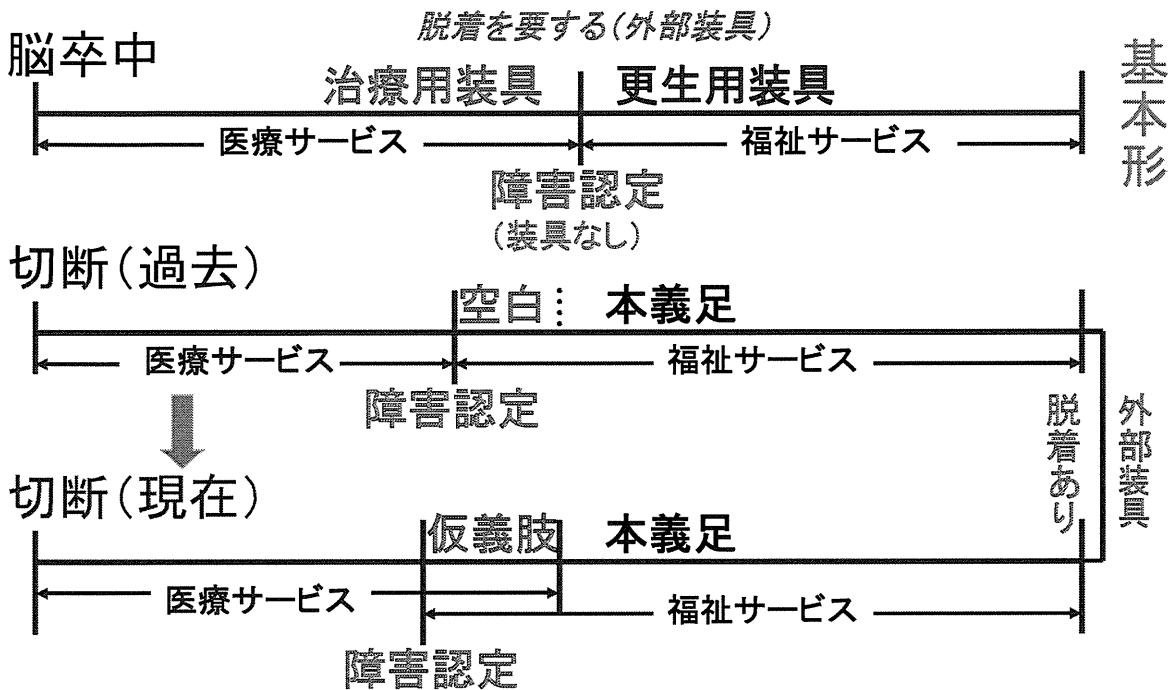 脱着を要する(外部装具)
脳卒中
治療用装具
更生用装具
医療サービス
福祉サービス
障害認定
(装具なし)
基本形
切断(過去)
空白⋮
本義足
医療サービス
福祉サービス
障害認定
脱着あり
外部装具
切断(現在)
仮義肢
本義足
医療サービス
福祉サービス
障害認定